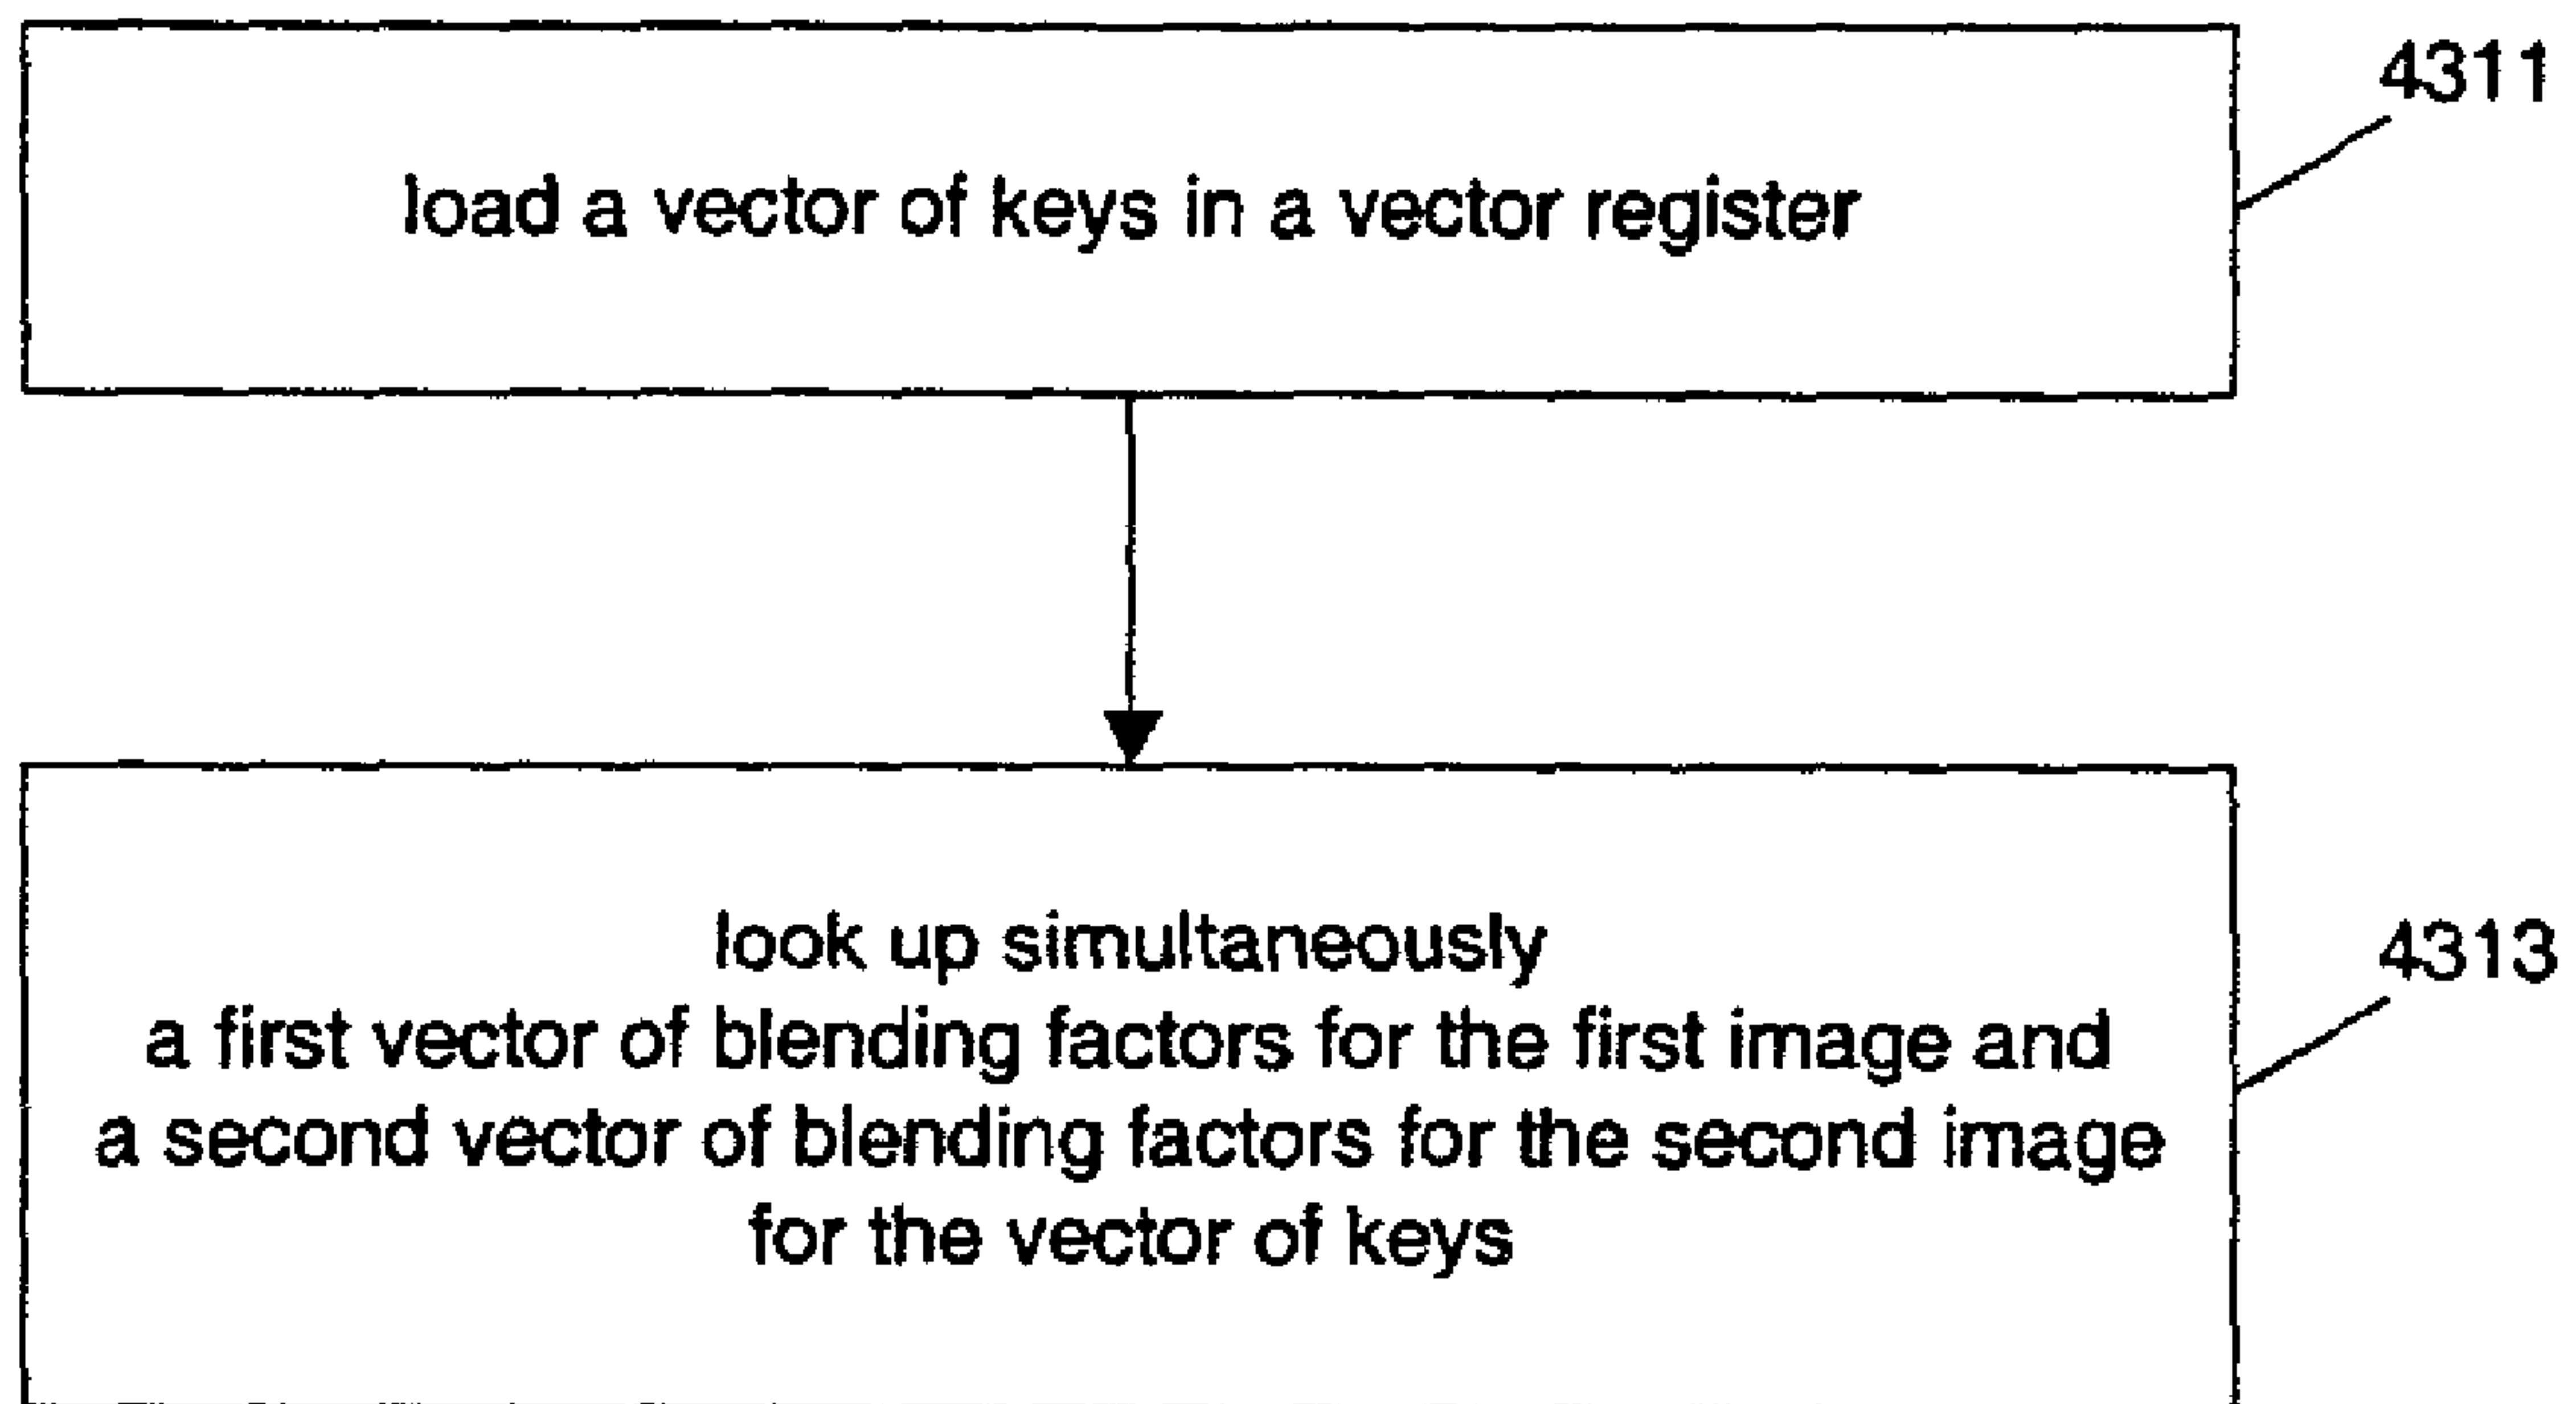 4311
load a vector of keys in a vector register
look up simultaneously
4313
a first vector of blending factors for the first image and
a second vector of blending factors for the second image
for the vector of keys